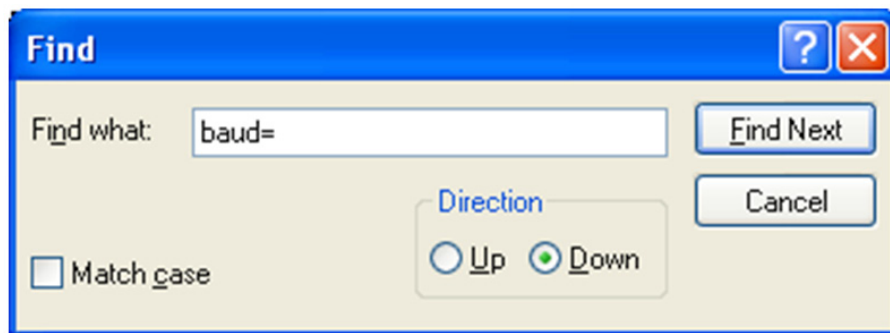 Find
Find what: baud= Find Next
Direction Cancel
Match case Up Down